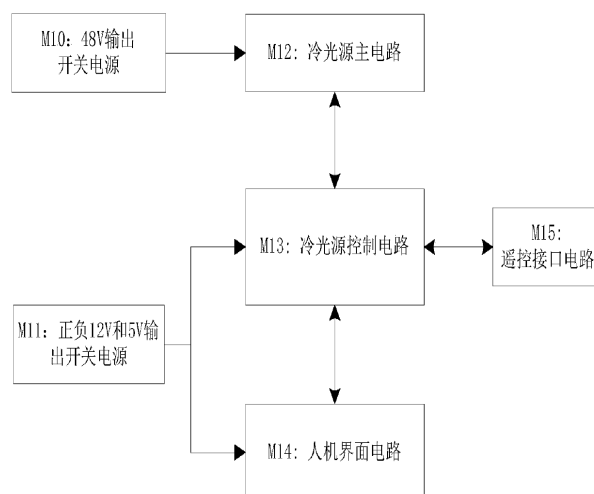 M10: 48V输出
开关电源
M12: 冷光源主电路
M13: 冷光源控制电路
M15:
遥控接口电路
M11: 正负12V和5V输
出开关电源
M14: 人机界面电路